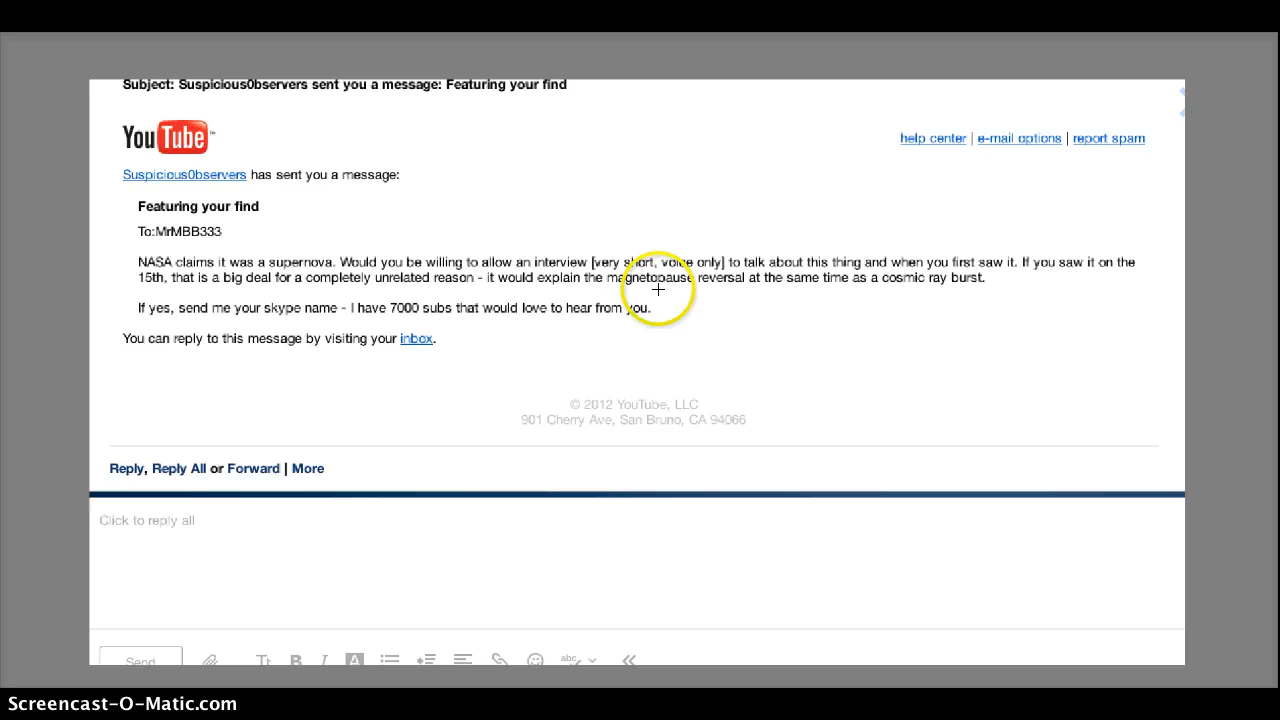 Subject: Suspicious0bservers sent you a message: Featuring your find
YouTube™
help center | e-mail options | report spam
Suspicious0bservers has sent you a message:
Featuring your find
To:MrMBB333
NASA claims it was a supernova. Would you be willing to allow an interview [very short, voice only] to talk about this thing and when you first saw it. If you saw it on the
15th, that is a big deal for a completely unrelated reason - it would explain the magnetopause reversal at the same time as a cosmic ray burst.
If yes, send me your skype name - I have 7000 subs that would love to hear from you.
You can reply to this message by visiting your inbox.
© 2012 YouTube, LLC
901 Cherry Ave, San Bruno, CA 94066
Reply, Reply All or Forward | More
Click to reply all
Send Tt B I A abc
Screencast-O-Matic.com